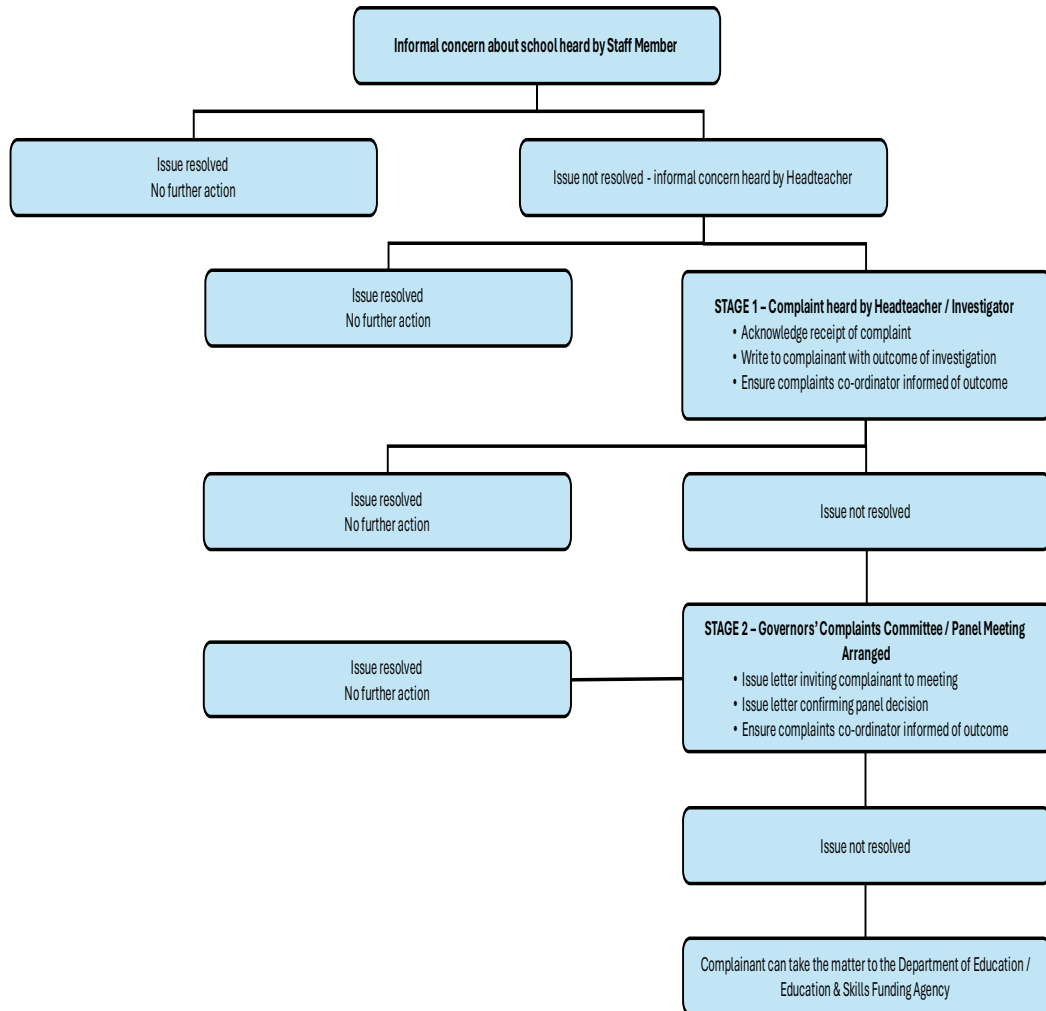 Informal concern about school heard by Staff Member
Issue resolved
No further action
Issue not resolved - informal concern heard by Headteacher
Issue resolved
No further action
STAGE 1 – Complaint heard by Headteacher / Investigator
• Acknowledge receipt of complaint
• Write to complainant with outcome of investigation
• Ensure complaints co-ordinator informed of outcome
Issue resolved
No further action
Issue not resolved
STAGE 2 – Governors' Complaints Committee / Panel Meeting
Arranged
• Issue letter inviting complainant to meeting
• Issue letter confirming panel decision
• Ensure complaints co-ordinator informed of outcome
Issue resolved
No further action
Issue not resolved
Complainant can take the matter to the Department of Education /
Education & Skills Funding Agency